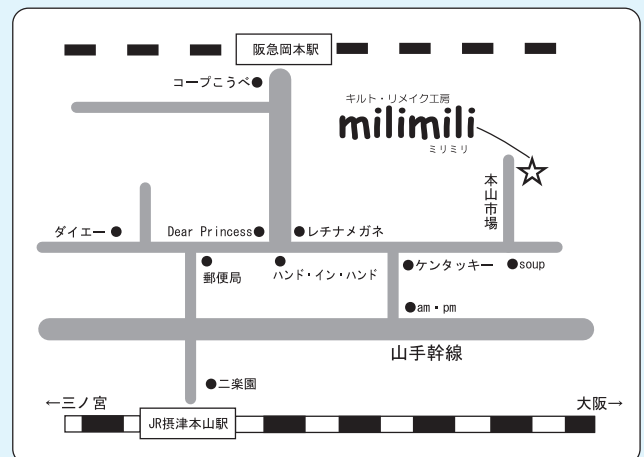 阪急岡本駅
コープこうべ
キルト・リメイク工房
milimili
ミリミリ
本山市場
ダイエー
Dear Princess
レチナメガネ
郵便局
ハンド・イン・ハンド
ケンタッキー
soup
am・pm
山手幹線
二楽園
←三ノ宮
大阪→
JR摂津本山駅